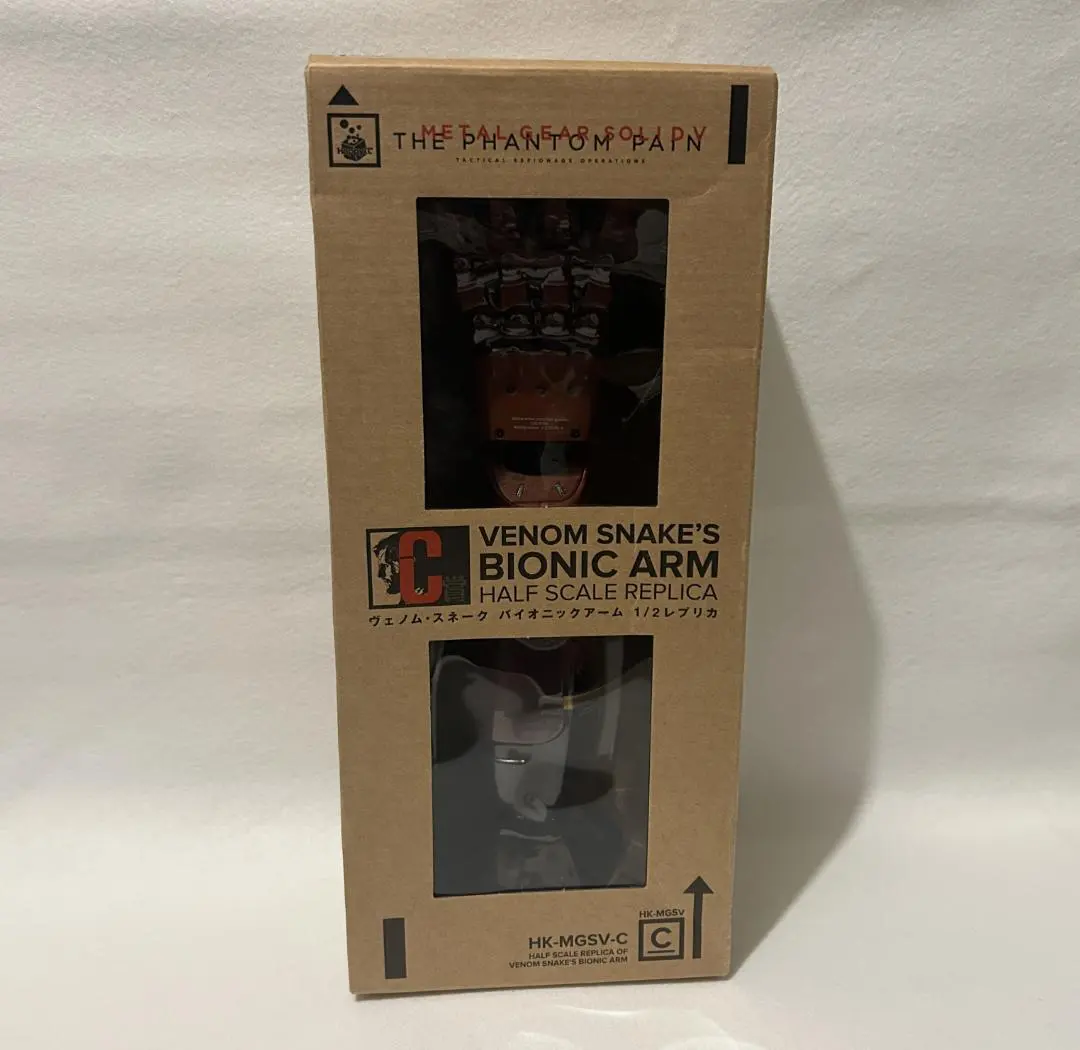 METAL GEAR SOLID V
THE PHANTOM PAIN
TACTICAL ESPIONAGE OPERATIONS
C賞
VENOM SNAKE'S
BIONIC ARM
HALF SCALE REPLICA
ヴェノム・スネーク バイオニックアーム 1/2レプリカ
HK-MGSV
C
HK-MGSV-C
HALF SCALE REPLICA OF
VENOM SNAKE'S BIONIC ARM